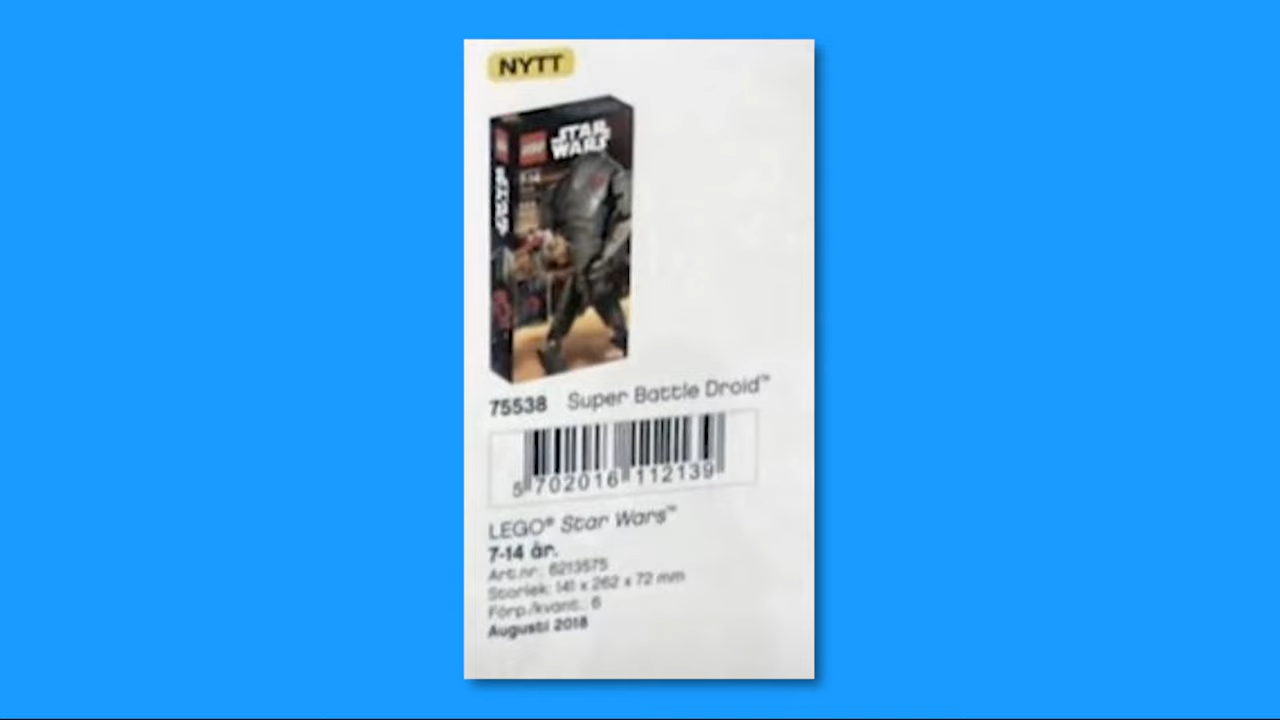 NYTT
LEGO STAR WARS
75538 Super Battle Droid™
5 702016 112139
LEGO® Star Wars™
7-14 år.
Art.nr.: 6213575
Storlek: 141 x 262 x 72 mm
Förp./kvant.: 6
Augusti 2018